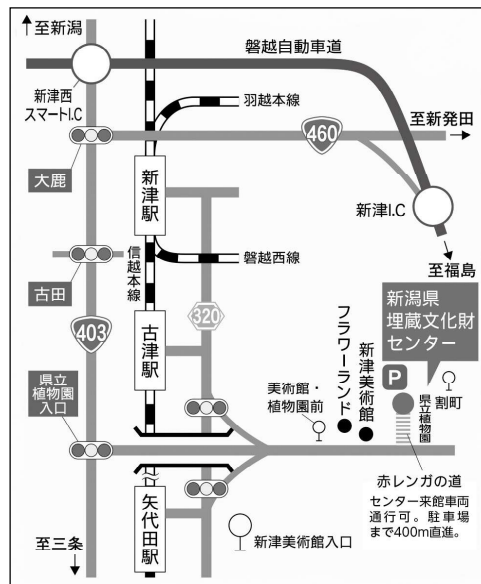 至新潟
磐越自動車道
新津西
スマートI.C
羽越本線
至新発田
460
大鹿
新津駅
新津I.C
信越本線
磐越西線
至福島
古田
新潟県
埋蔵文化財
センター
403
古津駅
320
フラワーランド
新津美術館
P
県立
植物園
入口
美術館・
植物園前
県立植物園
割町
赤レンガの道
センター来館車両
通行可。駐車場
まで400m直進。
矢代田駅
至三条
新津美術館入口